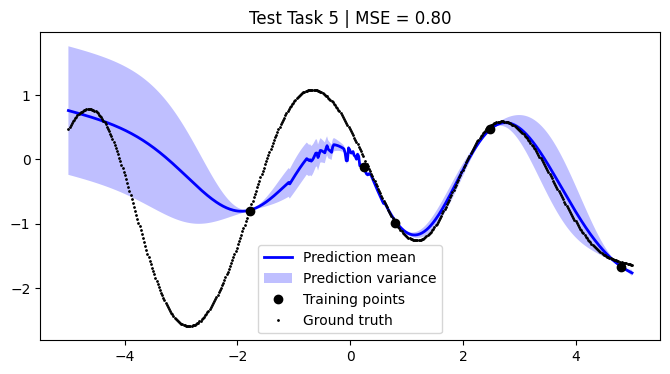 Test Task 5 | MSE = 0.80
1
0
−1
−2
Prediction mean
Prediction variance
Training points
Ground truth
−4
−2
0
2
4